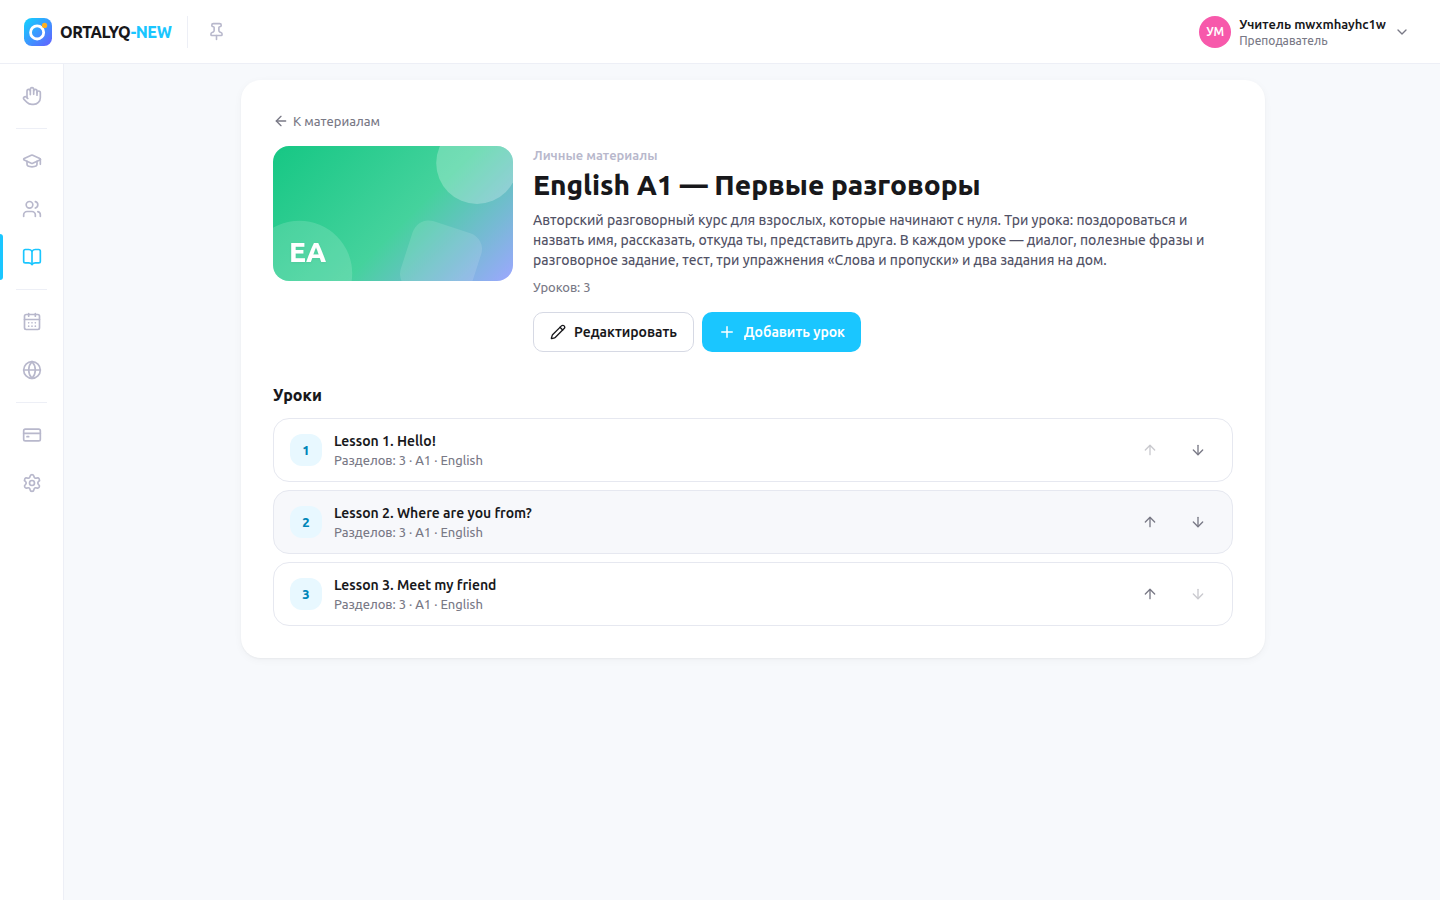 ORTALYQ-NEW
УМ
Учитель mwxmhayhc1w
Преподаватель
К материалам
EA
Личные материалы
English A1 — Первые разговоры
Авторский разговорный курс для взрослых, которые начинают с нуля. Три урока: поздороваться и
назвать имя, рассказать, откуда ты, представить друга. В каждом уроке — диалог, полезные фразы и
разговорное задание, тест, три упражнения «Слова и пропуски» и два задания на дом.
Уроков: 3
Редактировать
Добавить урок
Уроки
1
Lesson 1. Hello!
Разделов: 3 · A1 · English
2
Lesson 2. Where are you from?
Разделов: 3 · A1 · English
3
Lesson 3. Meet my friend
Разделов: 3 · A1 · English